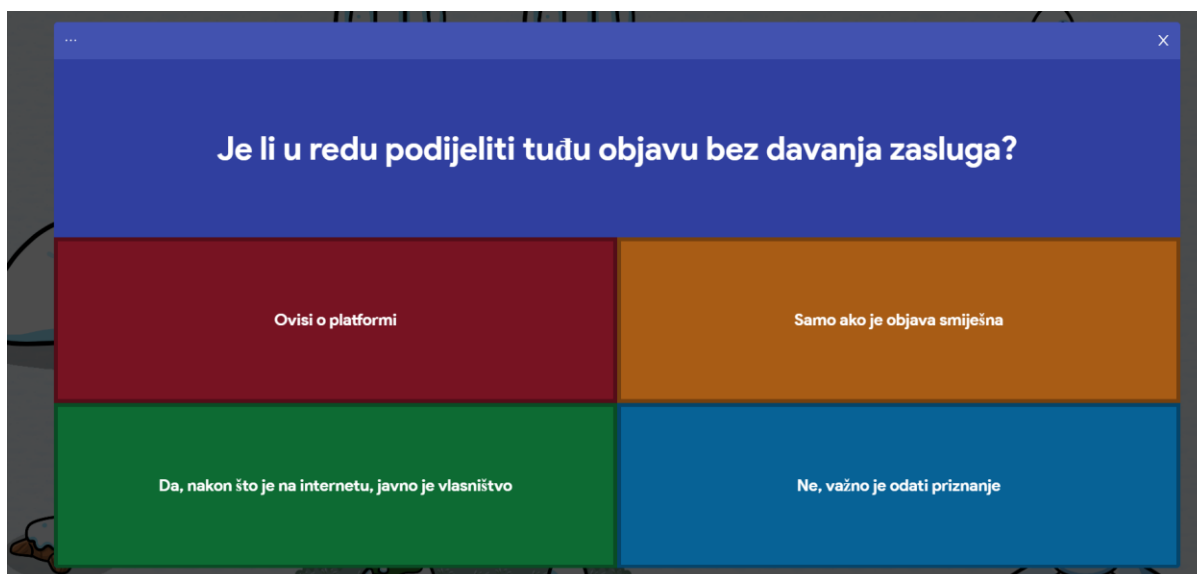 ...
X
Je li u redu podijeliti tuđu objavu bez davanja zasluga?
Ovisi o platformi
Samo ako je objava smiješna
Da, nakon što je na internetu, javno je vlasništvo
Ne, važno je odati priznanje